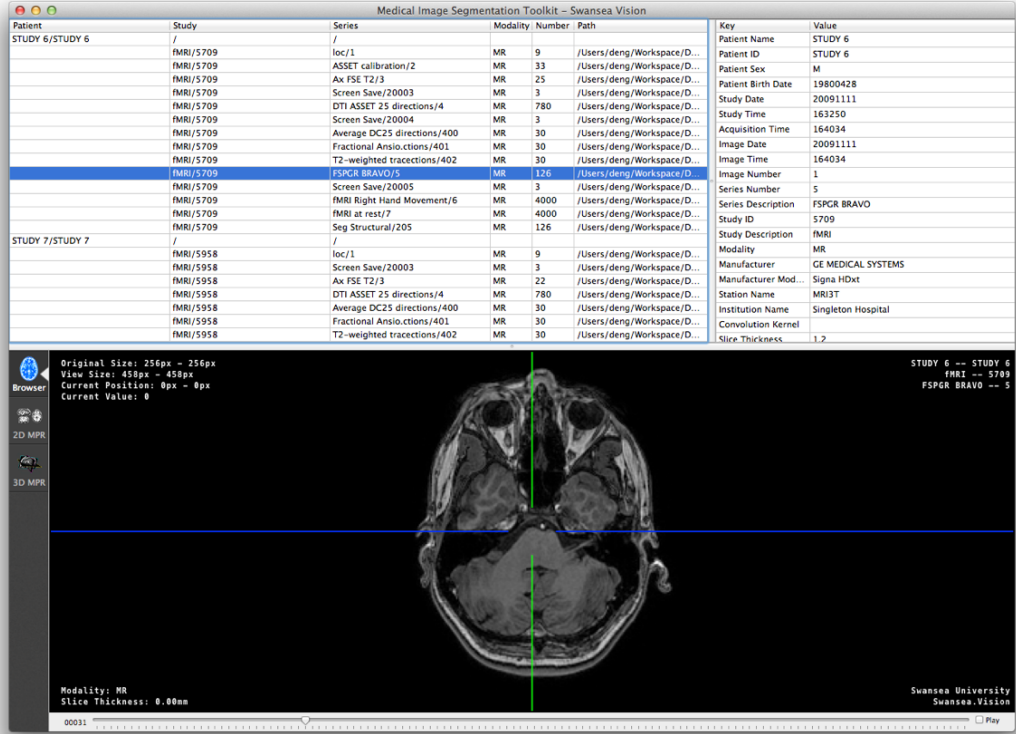 Medical Image Segmentation Toolkit – Swansea Vision
Patient Study Series Modality Number Path
STUDY 6/STUDY 6 / /
fMRI/5709 loc/1 MR 9 /Users/deng/Workspace/D...
fMRI/5709 ASSET calibration/2 MR 33 /Users/deng/Workspace/D...
fMRI/5709 Ax FSE T2/3 MR 25 /Users/deng/Workspace/D...
fMRI/5709 Screen Save/20003 MR 3 /Users/deng/Workspace/D...
fMRI/5709 DTI ASSET 25 directions/4 MR 780 /Users/deng/Workspace/D...
fMRI/5709 Screen Save/20004 MR 3 /Users/deng/Workspace/D...
fMRI/5709 Average DC25 directions/400 MR 30 /Users/deng/Workspace/D...
fMRI/5709 Fractional Ansio.ctions/401 MR 30 /Users/deng/Workspace/D...
fMRI/5709 T2-weighted tracections/402 MR 30 /Users/deng/Workspace/D...
fMRI/5709 FSPGR BRAVO/5 MR 126 /Users/deng/Workspace/D...
fMRI/5709 Screen Save/20005 MR 3 /Users/deng/Workspace/D...
fMRI/5709 fMRI Right Hand Movement/6 MR 4000 /Users/deng/Workspace/D...
fMRI/5709 fMRI at rest/7 MR 4000 /Users/deng/Workspace/D...
fMRI/5709 Seg Structural/205 MR 126 /Users/deng/Workspace/D...
STUDY 7/STUDY 7 / /
fMRI/5958 loc/1 MR 9 /Users/deng/Workspace/D...
fMRI/5958 Screen Save/20003 MR 3 /Users/deng/Workspace/D...
fMRI/5958 Ax FSE T2/3 MR 22 /Users/deng/Workspace/D...
fMRI/5958 DTI ASSET 25 directions/4 MR 780 /Users/deng/Workspace/D...
fMRI/5958 Average DC25 directions/400 MR 30 /Users/deng/Workspace/D...
fMRI/5958 Fractional Ansio.ctions/401 MR 30 /Users/deng/Workspace/D...
fMRI/5958 T2-weighted tracections/402 MR 30 /Users/deng/Workspace/D...
Key Value
Patient Name STUDY 6
Patient ID STUDY 6
Patient Sex M
Patient Birth Date 19800428
Study Date 20091111
Study Time 163250
Acquisition Time 164034
Image Date 20091111
Image Time 164034
Image Number 1
Series Number 5
Series Description FSPGR BRAVO
Study ID 5709
Study Description fMRI
Modality MR
Manufacturer GE MEDICAL SYSTEMS
Manufacturer Mod... Signa HDxt
Station Name MRI3T
Institution Name Singleton Hospital
Convolution Kernel
Slice Thickness 1.2
Browser
2D MPR
3D MPR
Original Size: 256px - 256px
View Size: 458px - 458px
Current Position: 0px - 0px
Current Value: 0
STUDY 6 -- STUDY 6
fMRI -- 5709
FSPGR BRAVO -- 5
Modality: MR
Slice Thickness: 0.00mm
Swansea University
Swansea.Vision
00031
Play